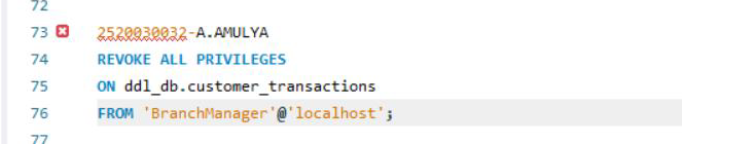 72
73 2520030032-A.AMULYA
74 REVOKE ALL PRIVILEGES
75 ON ddl_db.customer_transactions
76 FROM 'BranchManager'@'localhost';
77